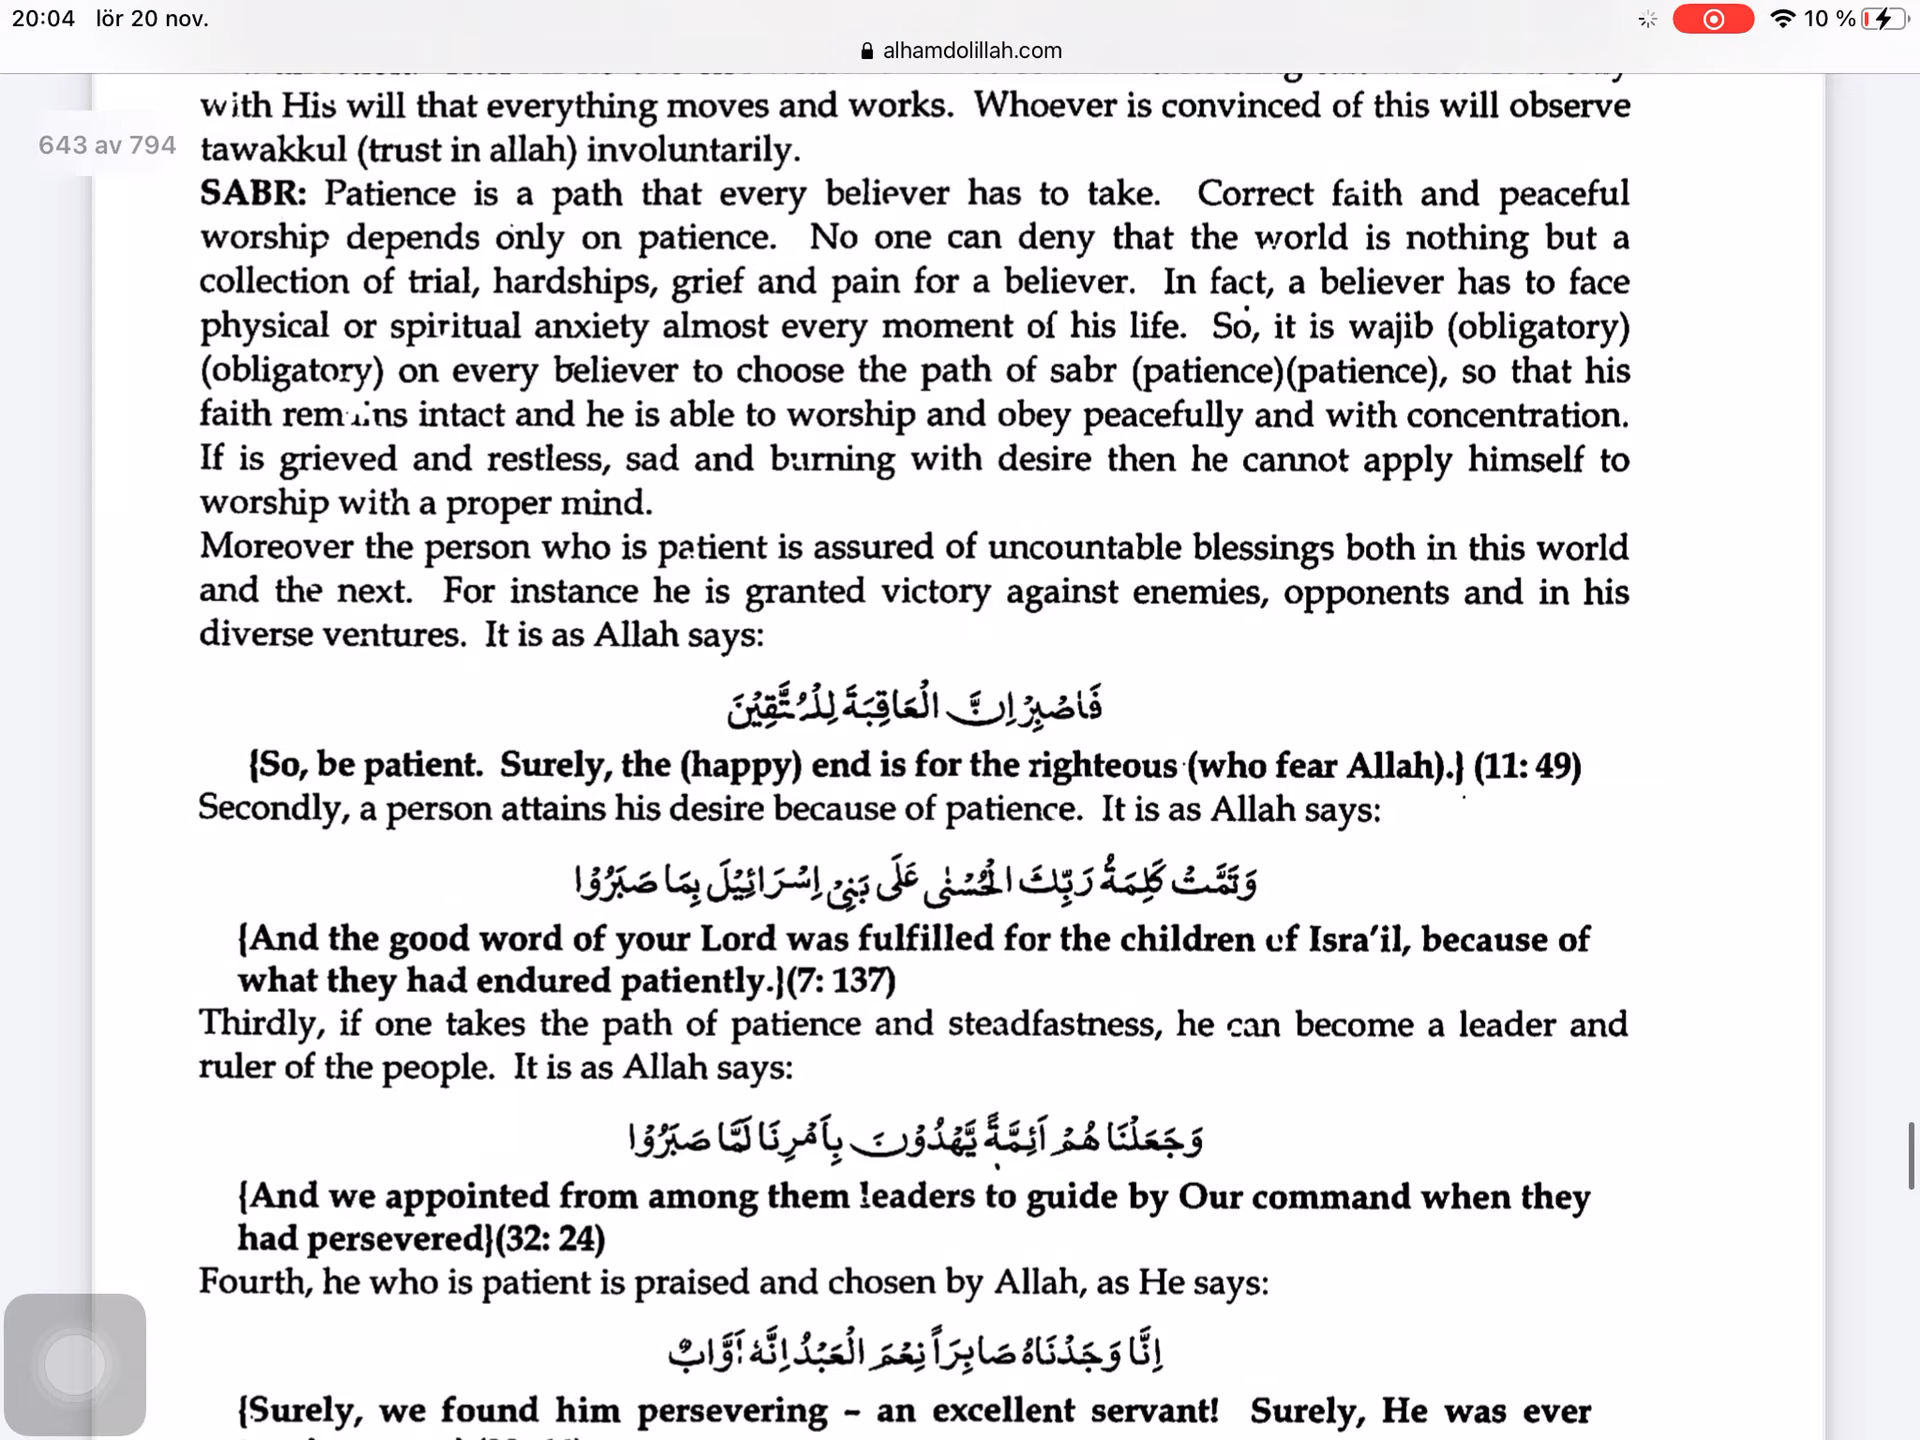 20:04 lör 20 nov.
10 %
alhamdolillah.com
with His will that everything moves and works. Whoever is convinced of this will observe
643 av 794
tawakkul (trust in allah) involuntarily.
SABR: Patience is a path that every believer has to take. Correct faith and peaceful
worship depends only on patience. No one can deny that the world is nothing but a
collection of trial, hardships, grief and pain for a believer. In fact, a believer has to face
physical or spiritual anxiety almost every moment of his life. So, it is wajib (obligatory)
(obligatory) on every believer to choose the path of sabr (patience)(patience), so that his
faith remains intact and he is able to worship and obey peacefully and with concentration.
If is grieved and restless, sad and burning with desire then he cannot apply himself to
worship with a proper mind.
Moreover the person who is patient is assured of uncountable blessings both in this world
and the next. For instance he is granted victory against enemies, opponents and in his
diverse ventures. It is as Allah says:
فَاصْبِرْ اِنَّ الْعَاقِبَةَ لِلْمُتَّقِيْنَ
{So, be patient. Surely, the (happy) end is for the righteous (who fear Allah).} (11: 49)
Secondly, a person attains his desire because of patience. It is as Allah says:
وَتَمَّتْ كَلِمَةُ رَبِّكَ الْحُسْنٰى عَلٰى بَنِيْ اِسْرَائِيْلَ بِمَا صَبَرُوْا
{And the good word of your Lord was fulfilled for the children of Isra'il, because of
what they had endured patiently.}(7: 137)
Thirdly, if one takes the path of patience and steadfastness, he can become a leader and
ruler of the people. It is as Allah says:
وَجَعَلْنَا هُمْ اَئِمَّةً يَّهْدُوْنَ بِاَمْرِنَا لَمَّا صَبَرُوْا
{And we appointed from among them leaders to guide by Our command when they
had persevered}(32: 24)
Fourth, he who is patient is praised and chosen by Allah, as He says:
اِنَّا وَجَدْنَاهُ صَابِرًا نِعْمَ الْعَبْدُ اِنَّهٗ اَوَّابٌ
{Surely, we found him persevering – an excellent servant! Surely, He was ever